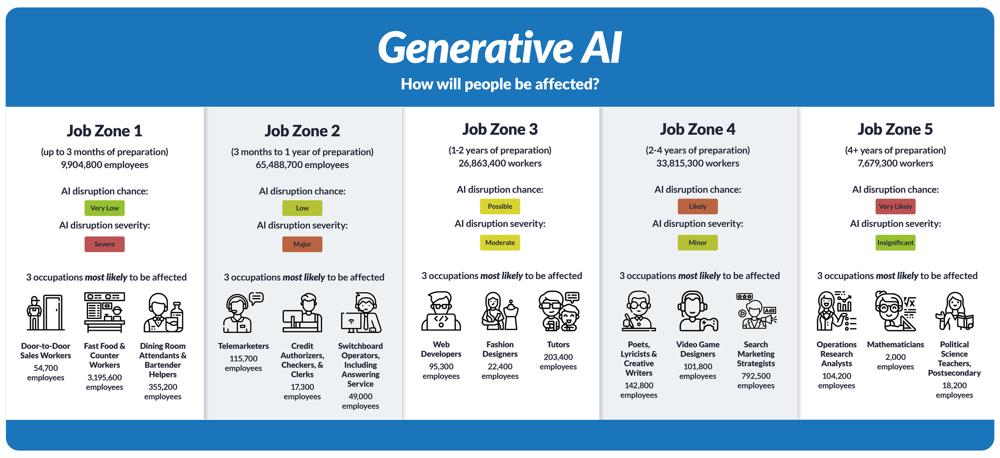 Generative AI
How will people be affected?
Job Zone 1
(up to 3 months of preparation)
9,904,800 employees
AI disruption chance:
Very Low
AI disruption severity:
Severe
3 occupations most likely to be affected
Door-to-Door
Sales Workers
54,700
employees
Fast Food &
Counter
Workers
3,195,600
employees
Dining Room
Attendants &
Bartender
Helpers
355,200
employees
Job Zone 2
(3 months to 1 year of preparation)
65,488,700 employees
AI disruption chance:
Low
AI disruption severity:
Major
3 occupations most likely to be affected
Telemarketers
115,700
employees
Credit
Authorizers,
Checkers, &
Clerks
17,300
employees
Switchboard
Operators,
Including
Answering
Service
49,000
employees
Job Zone 3
(1-2 years of preparation)
26,863,400 workers
AI disruption chance:
Possible
AI disruption severity:
Moderate
3 occupations most likely to be affected
Web
Developers
95,300
employees
Fashion
Designers
22,400
employees
Tutors
203,400
employees
Job Zone 4
(2-4 years of preparation)
33,815,300 workers
AI disruption chance:
Likely
AI disruption severity:
Minor
3 occupations most likely to be affected
Poets,
Lyricists &
Creative
Writers
142,800
employees
Video Game
Designers
101,800
employees
Ads
Search
Marketing
Strategists
792,500
employees
Job Zone 5
(4+ years of preparation)
7,679,300 workers
AI disruption chance:
Very Likely
AI disruption severity:
Insignificant
3 occupations most likely to be affected
Operations
Research
Analysts
104,200
employees
y √x
Mathematicians
2,000
employees
Political
Science
Teachers,
Postsecondary
18,200
employees